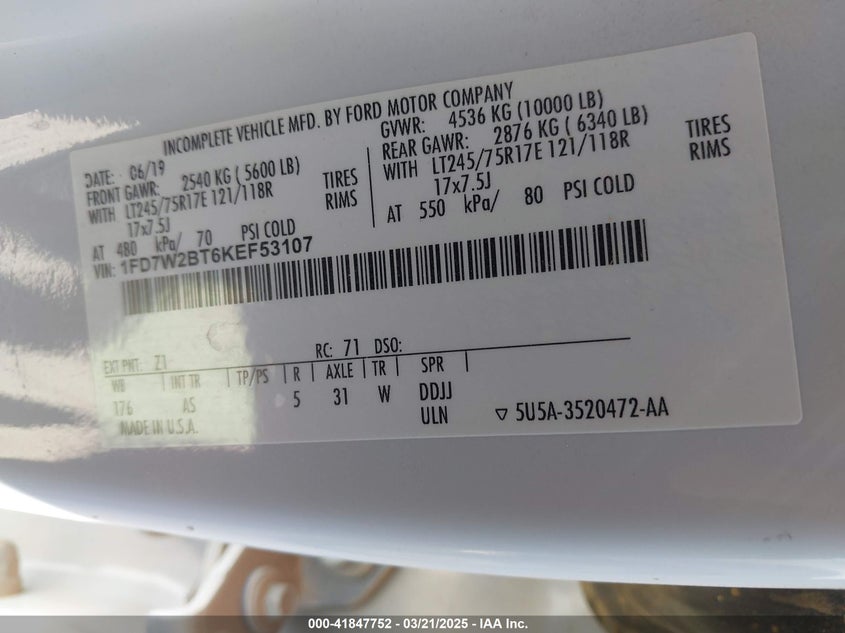 INCOMPLETE VEHICLE MFD. BY FORD MOTOR COMPANY
DATE: 06/19
FRONT GAWR: 2540 KG ( 5600 LB)
WITH LT245/75R17E 121/118R TIRES
17x7.5J RIMS
AT 480 kPa/ 70 PSI COLD
GVWR: 4536 KG (10000 LB)
REAR GAWR: 2876 KG ( 6340 LB)
WITH LT245/75R17E 121/118R TIRES
17x7.5J RIMS
AT 550 kPa/ 80 PSI COLD
VIN: 1FD7W2BT6KEF53107
EXT PNT: Z1 RC: 71 DSO:
WB INT TR TP/PS R AXLE TR SPR
176 AS 5 31 W DDJJ
MADE IN U.S.A. ULN ▽ 5U5A-3520472-AA
000-41847752 - 03/21/2025 - IAA Inc.